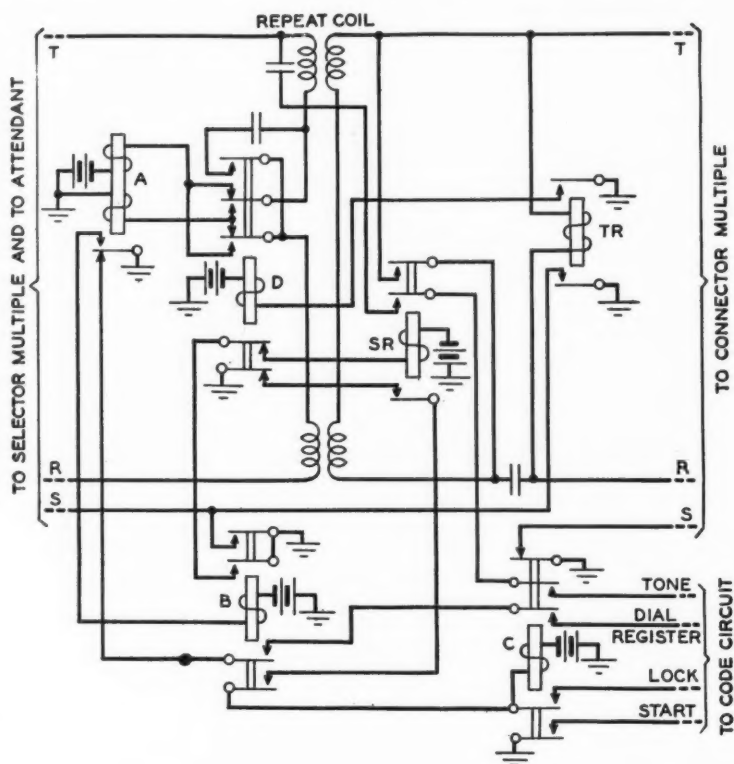 REPEAT COIL
T
T
TO SELECTOR MULTIPLE AND TO ATTENDANT
TO CONNECTOR MULTIPLE
A
TR
D
SR
R
R
S
S
B
TONE
DIAL
REGISTER
C
LOCK
START
TO CODE CIRCUIT